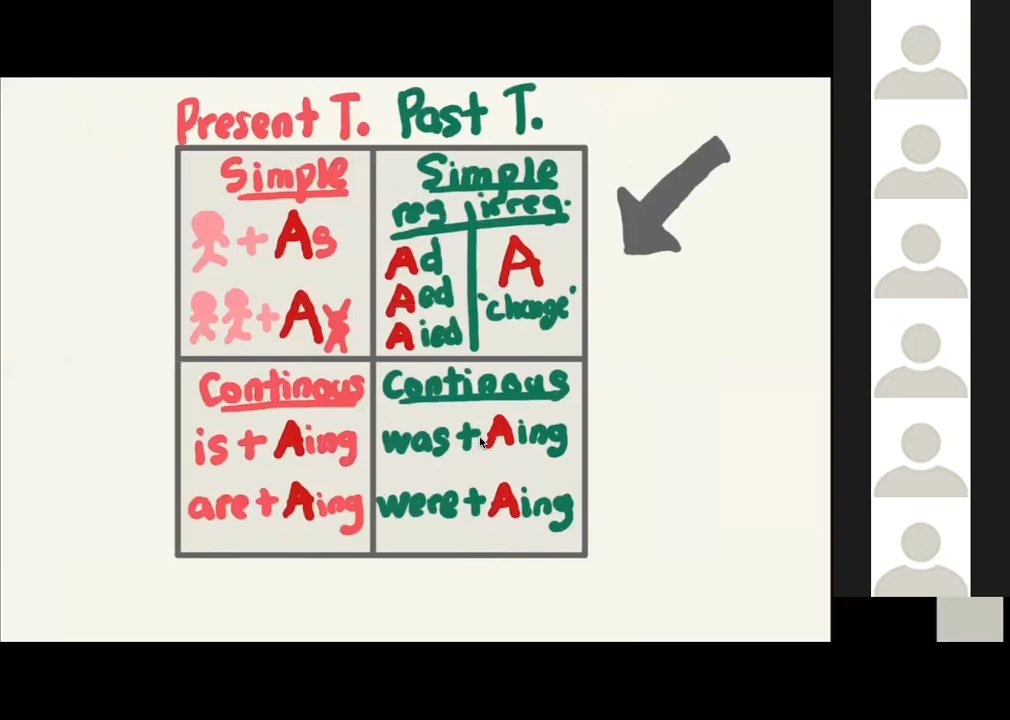 Present T. Past T.
Simple
+ As
+ A
Simple
reg irreg.
Ad
Aed
Aied
A
'change'
Continous
is + Aing
are + Aing
Continous
was + Aing
were + Aing